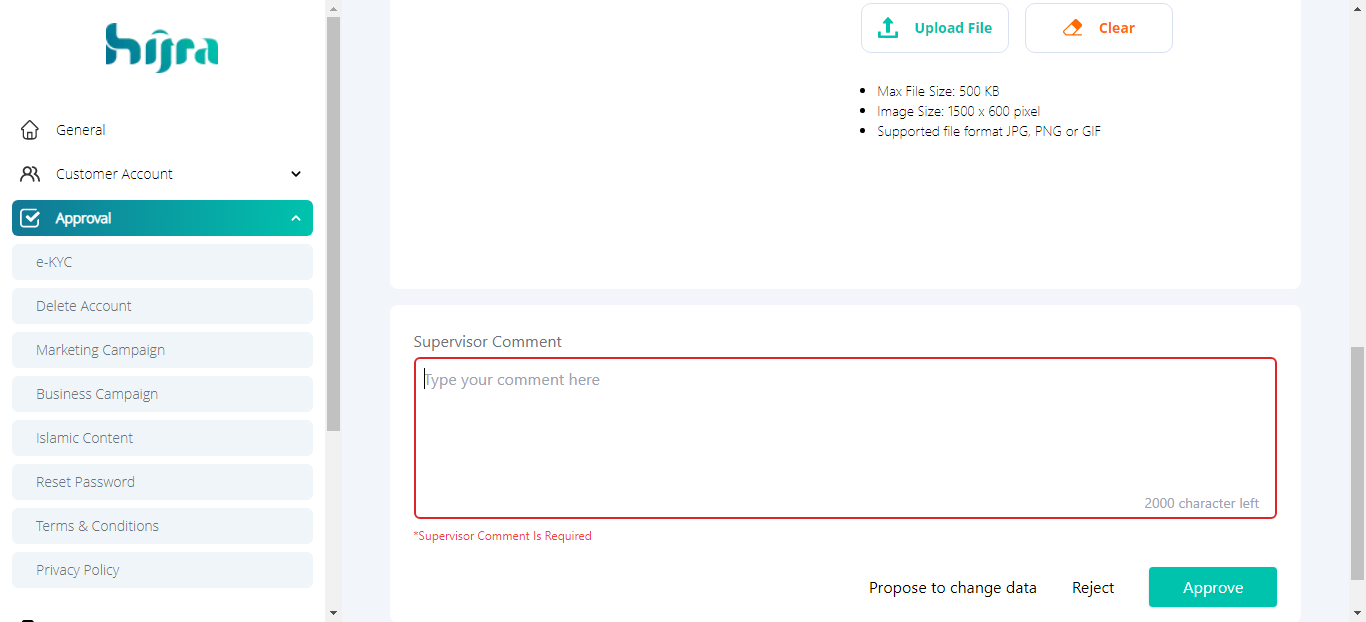 hijra
General
Customer Account
Approval
e-KYC
Delete Account
Marketing Campaign
Business Campaign
Islamic Content
Reset Password
Terms & Conditions
Privacy Policy
Upload File
Clear
Max File Size: 500 KB
Image Size: 1500 x 600 pixel
Supported file format JPG, PNG or GIF
Supervisor Comment
Type your comment here
2000 character left
*Supervisor Comment Is Required
Propose to change data
Reject
Approve